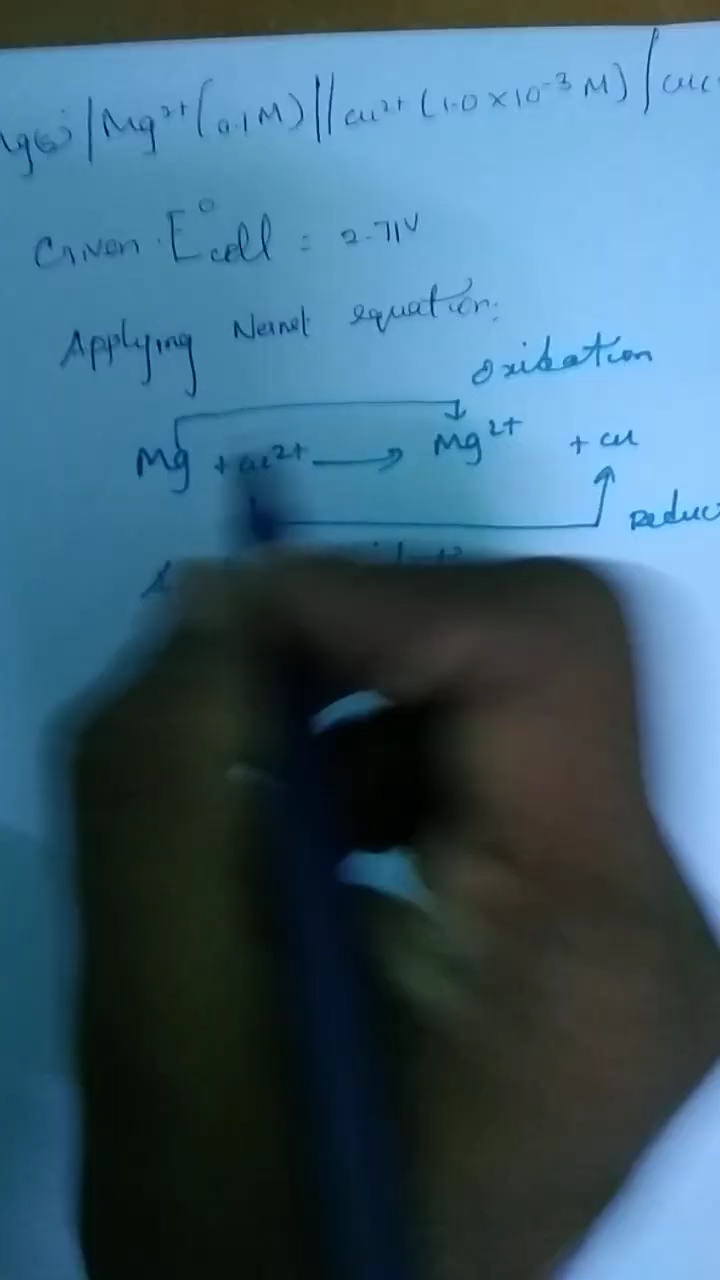 Mg(s) | Mg²⁺ (0.1M) || Cu²⁺ (1.0 × 10⁻³ M) | Cu(
Given. E°cell = 2.71V
Applying Nernst equation:
Oxidation
Mg + Cu²⁺ → Mg²⁺ + Cu
Reduc